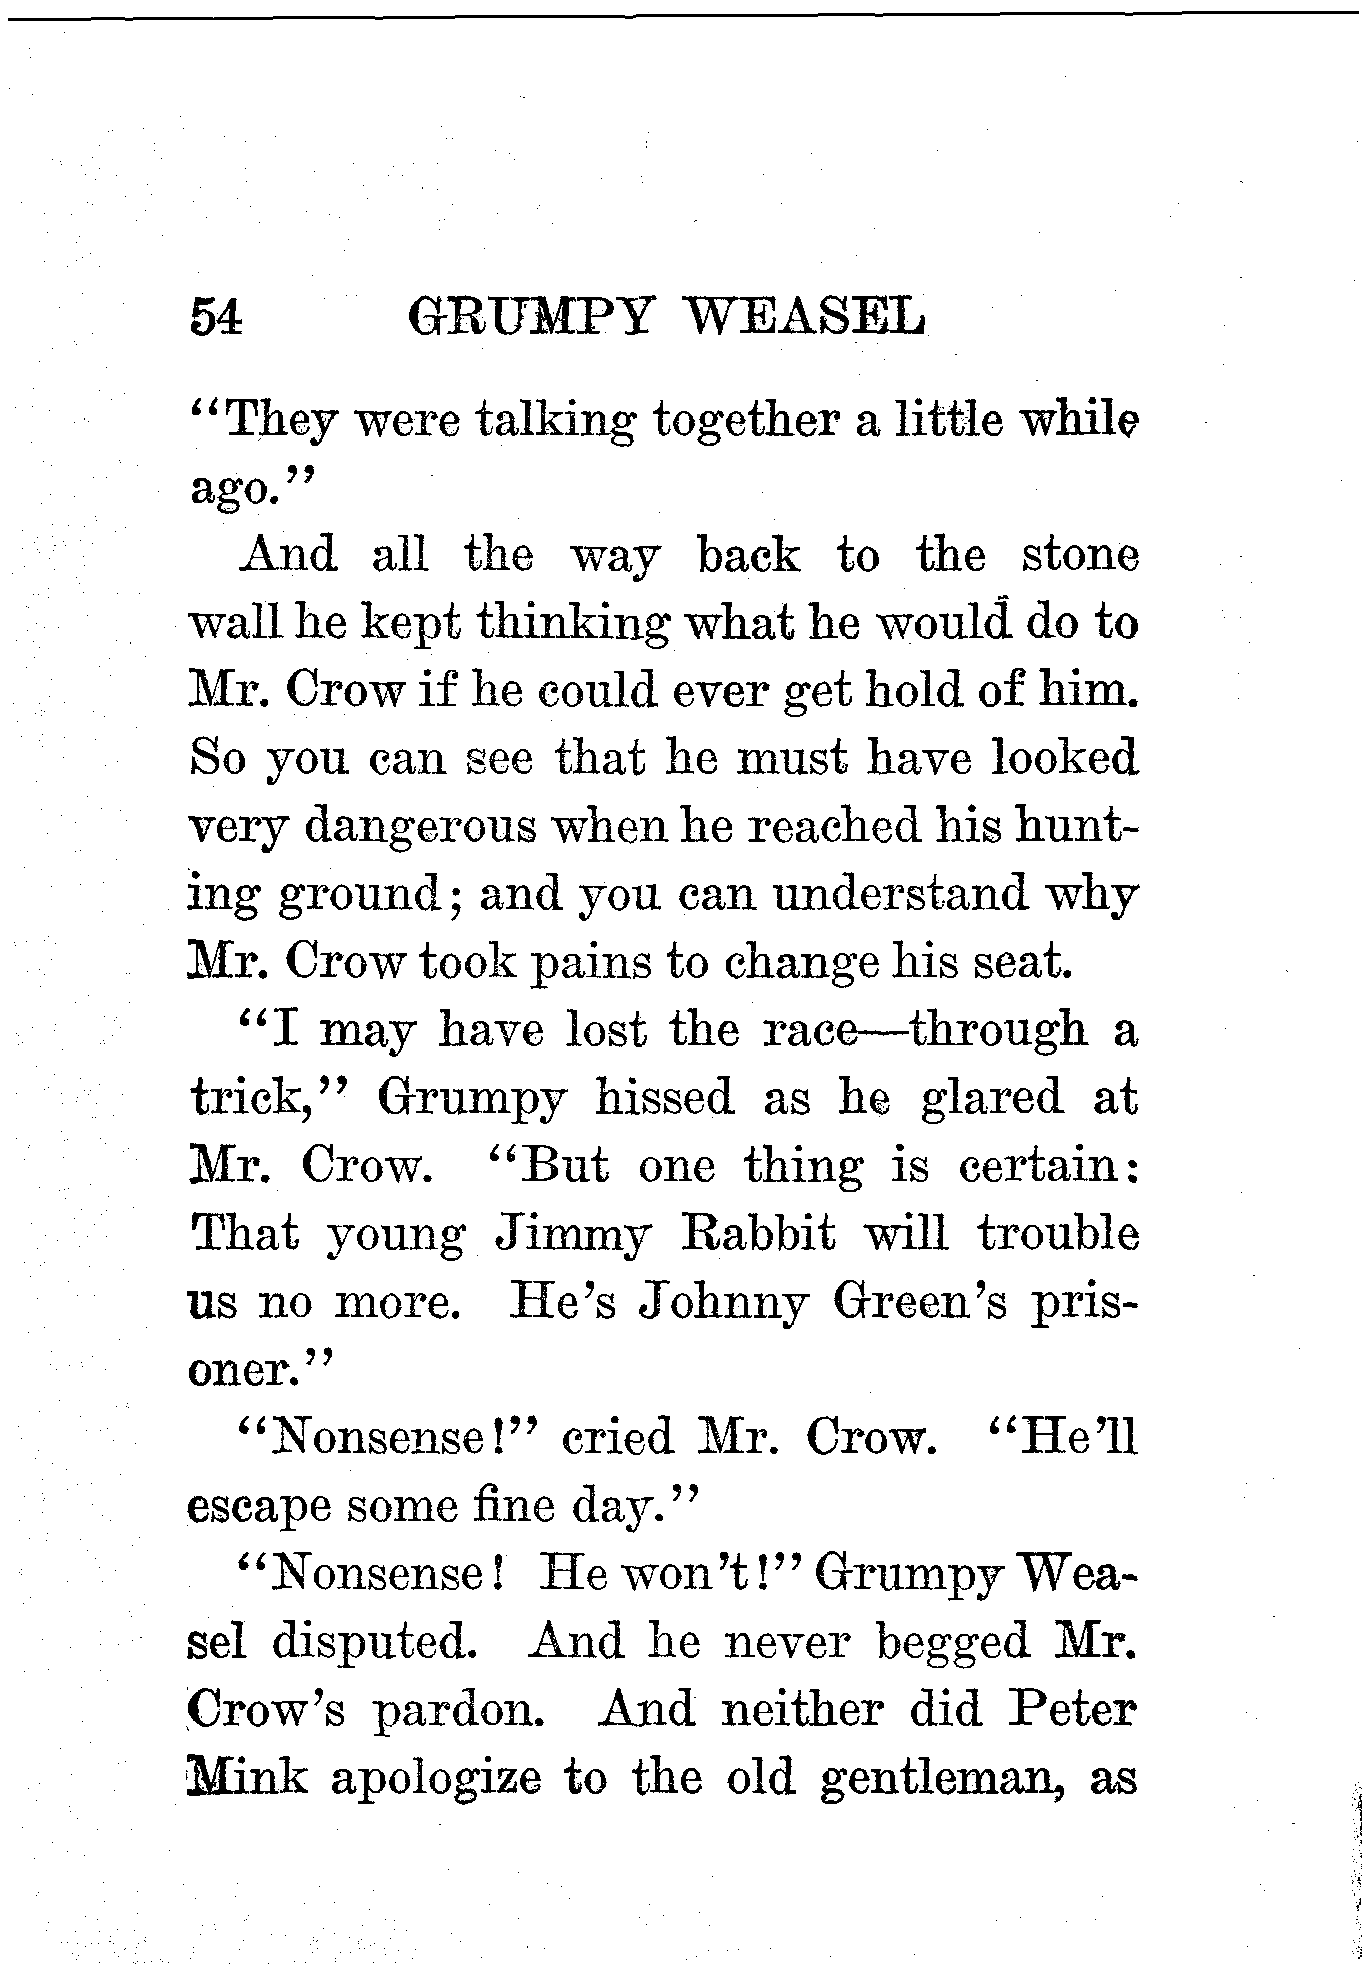 54 GRUMPY WEASEL
“They were talking together a little while
ago.”
And all the way back to the stone
wall he kept thinking what he would do to
Mr. Crow if he could ever get hold of him.
So you can see that he must have looked
very dangerous when he reached his hunt-
ing ground; and you can understand why
Mr. Crow took pains to change his seat.
“I may have lost the race—through a
trick,” Grumpy hissed as he glared at
Mr. Crow. “But one thing is certain:
That young Jimmy Rabbit will trouble
us no more. He’s Johnny Green’s pris-
oner.”
“Nonsense!” cried Mr. Crow. “He’ll
escape some fine day.”
“Nonsense! He won’t!” Grumpy Wea-
sel disputed. And he never begged Mr.
Crow’s pardon. And neither did Peter
Mink apologize to the old gentleman, as